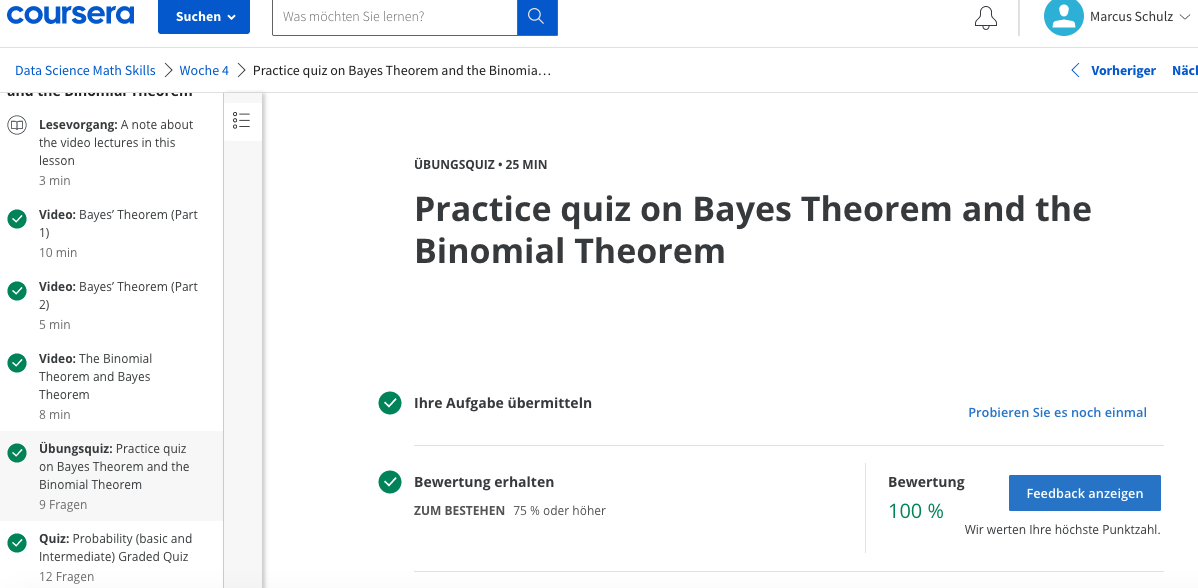 coursera
Suchen
Was möchten Sie lernen?
Marcus Schulz
Data Science Math Skills
Woche 4
Practice quiz on Bayes Theorem and the Binomia…
Vorheriger
Näch
and the Binomial Theorem
Lesevorgang: A note about
the video lectures in this
lesson
3 min
Video: Bayes’ Theorem (Part
1)
10 min
Video: Bayes’ Theorem (Part
2)
5 min
Video: The Binomial
Theorem and Bayes
Theorem
8 min
Übungsquiz: Practice quiz
on Bayes Theorem and the
Binomial Theorem
9 Fragen
Quiz: Probability (basic and
Intermediate) Graded Quiz
12 Fragen
ÜBUNGSQUIZ • 25 MIN
Practice quiz on Bayes Theorem and the
Binomial Theorem
Ihre Aufgabe übermitteln
Probieren Sie es noch einmal
Bewertung erhalten
ZUM BESTEHEN 75 % oder höher
Bewertung
100 %
Feedback anzeigen
Wir werten Ihre höchste Punktzahl.